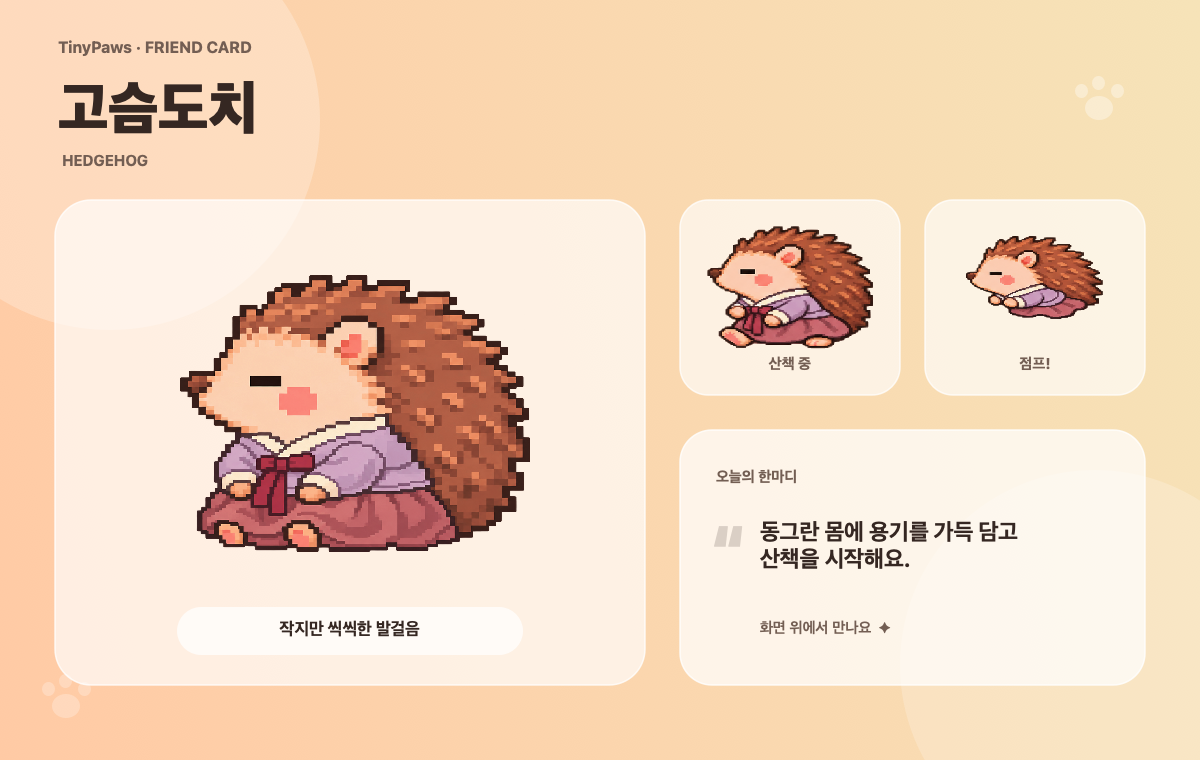 TinyPaws · FRIEND CARD
고슴도치
HEDGEHOG
산책 중
점프!
작지만 씩씩한 발걸음
오늘의 한마디
"
동그란 몸에 용기를 가득 담고
산책을 시작해요.
화면 위에서 만나요 ✦